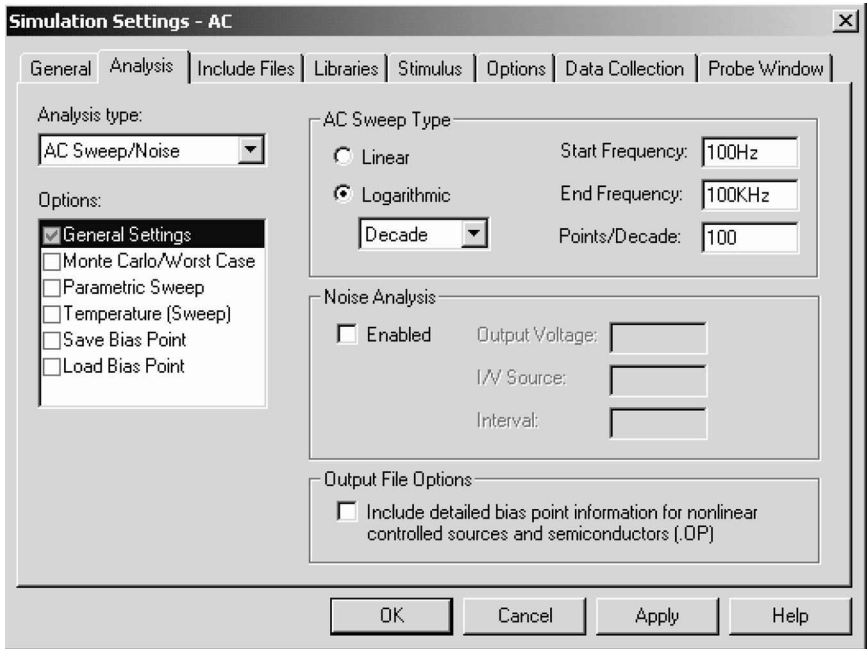 Simulation Settings - AC
General Analysis Include Files Libraries Stimulus Options Data Collection Probe Window
Analysis type:
AC Sweep/Noise
Options:
General Settings
Monte Carlo/Worst Case
Parametric Sweep
Temperature (Sweep)
Save Bias Point
Load Bias Point
AC Sweep Type
Linear
Logarithmic
Decade
Start Frequency: 100Hz
End Frequency: 100KHz
Points/Decade: 100
Noise Analysis
Enabled
Output Voltage:
I/V Source:
Interval:
Output File Options
Include detailed bias point information for nonlinear
controlled sources and semiconductors (.OP)
OK Cancel Apply Help